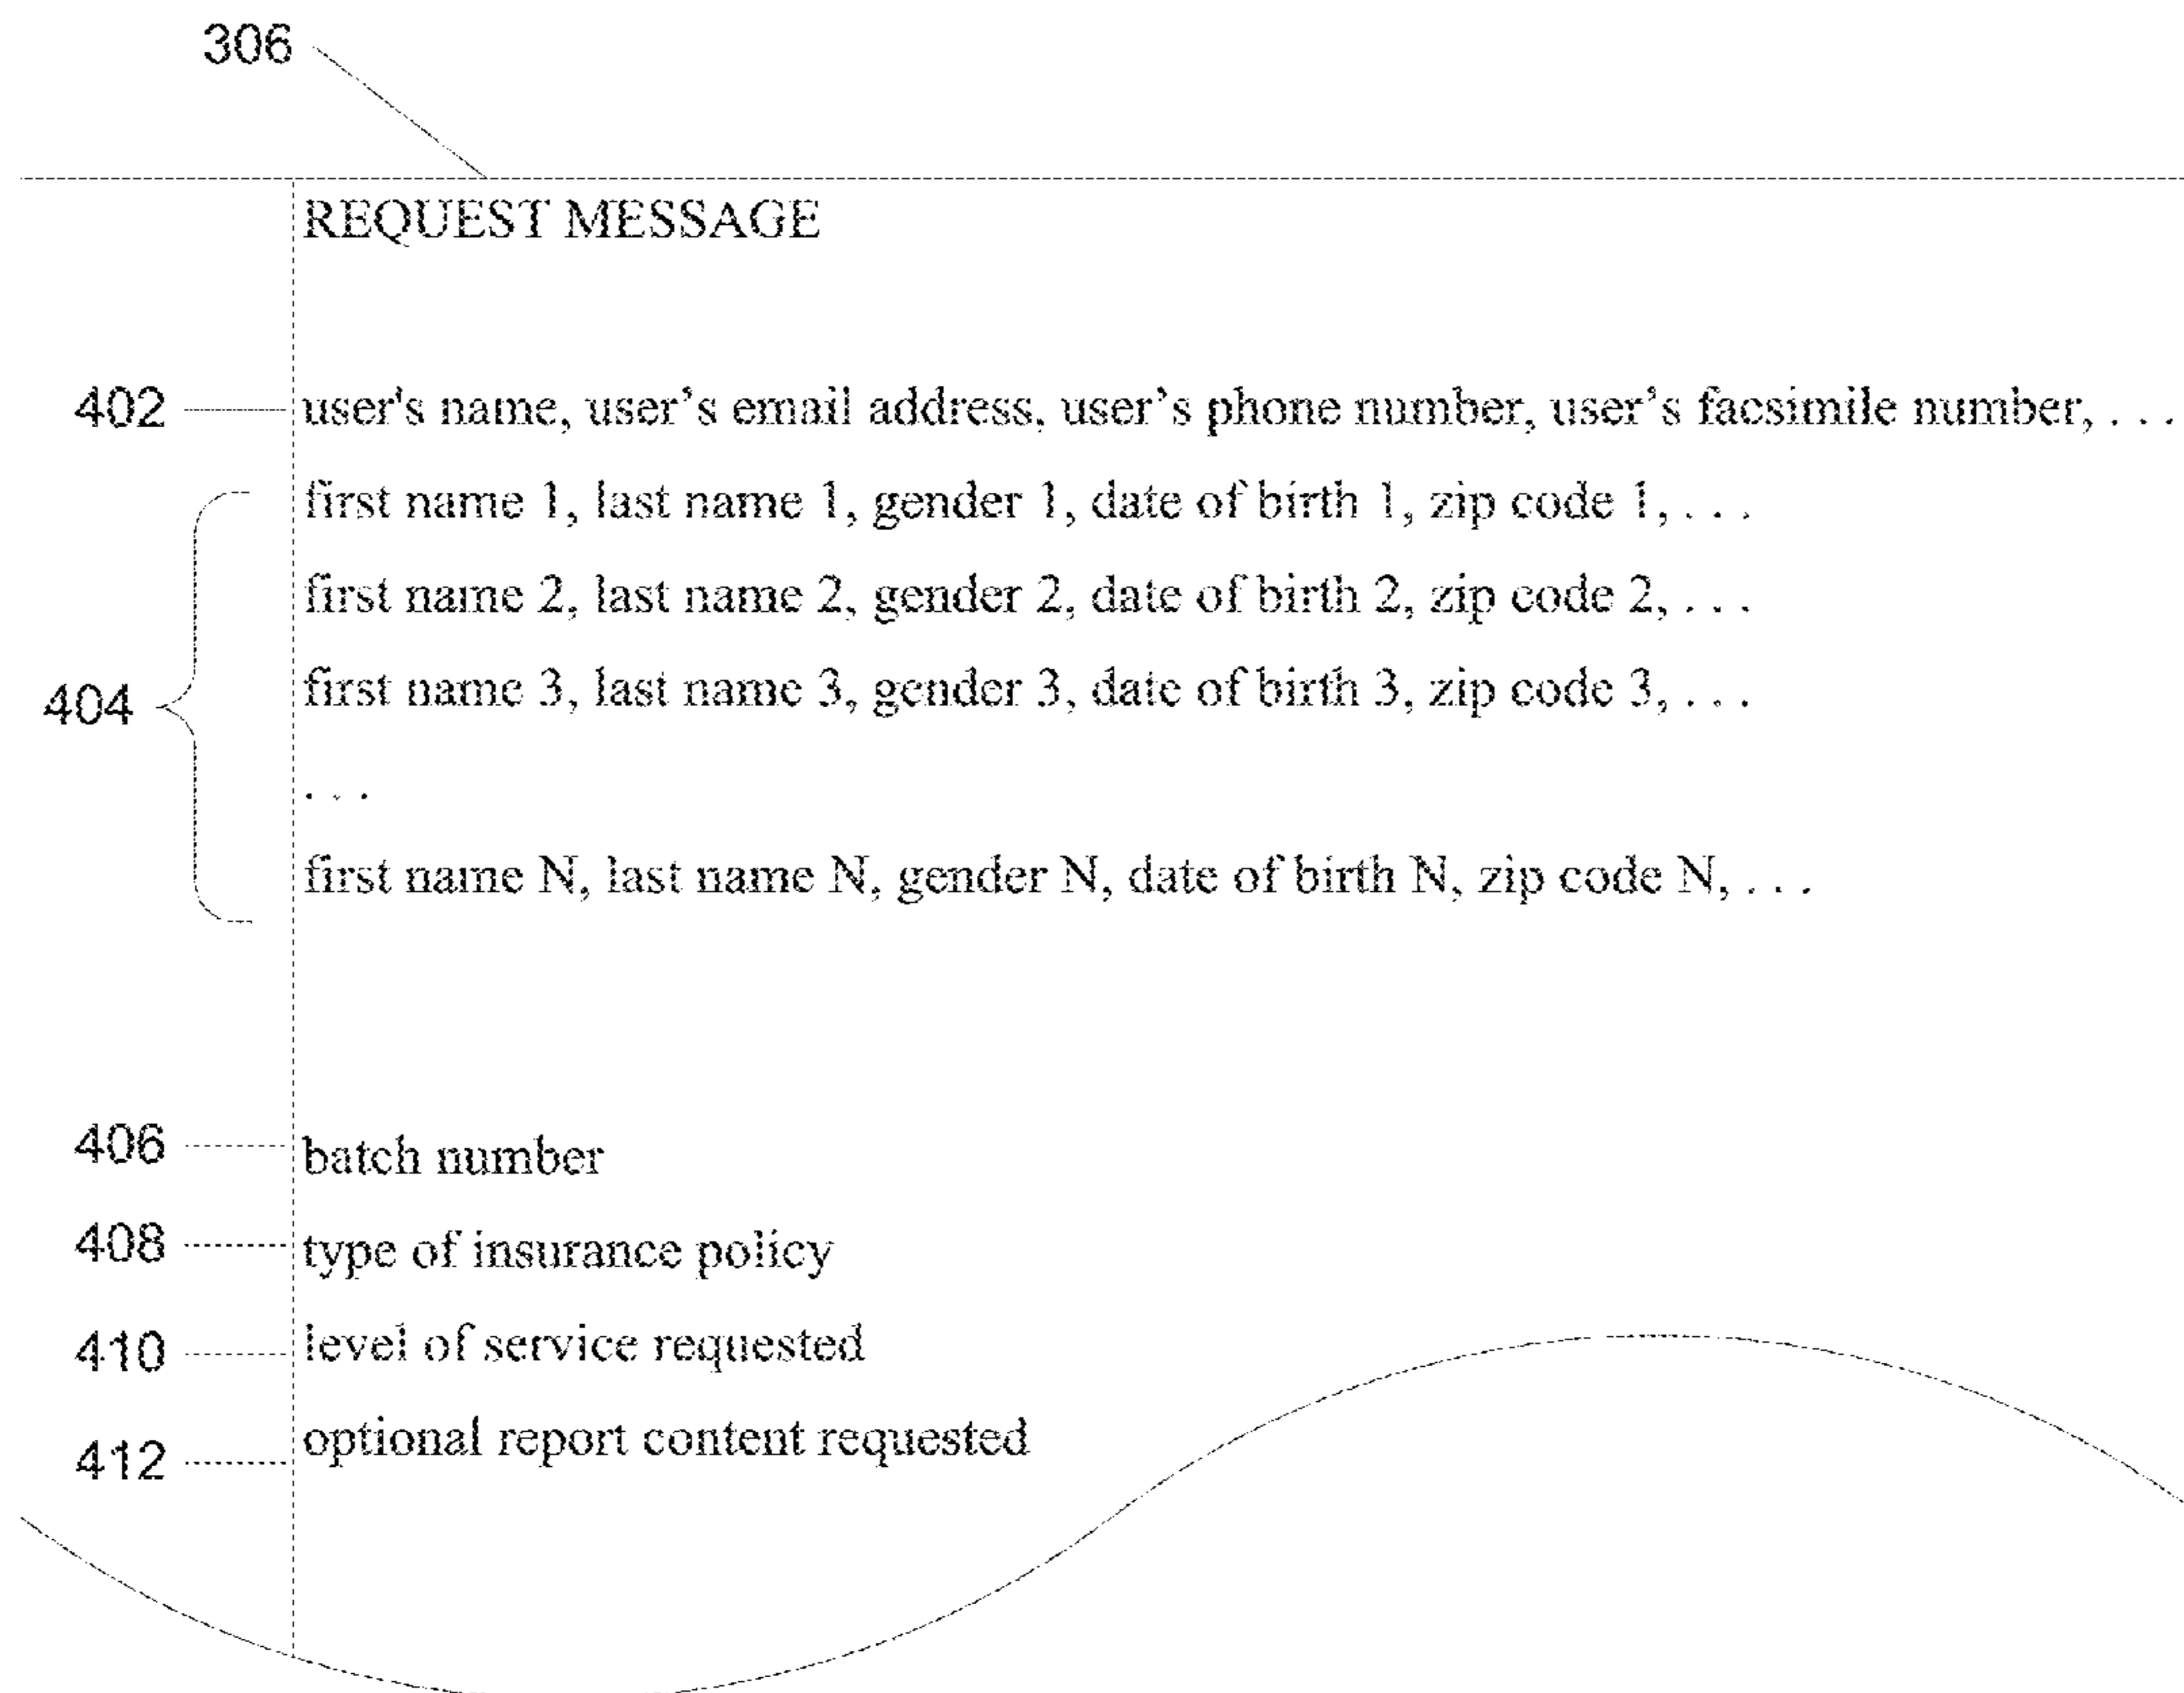 306
REQUEST MESSAGE
402 user's name, user’s email address, user’s phone number, user’s facsimile number, . . .
first name 1, last name 1, gender 1, date of birth 1, zip code 1, . . .
first name 2, last name 2, gender 2, date of birth 2, zip code 2, . . .
404 first name 3, last name 3, gender 3, date of birth 3, zip code 3, . . .
. . .
first name N, last name N, gender N, date of birth N, zip code N, . . .
406 batch number
408 type of insurance policy
410 level of service requested
412 optional report content requested